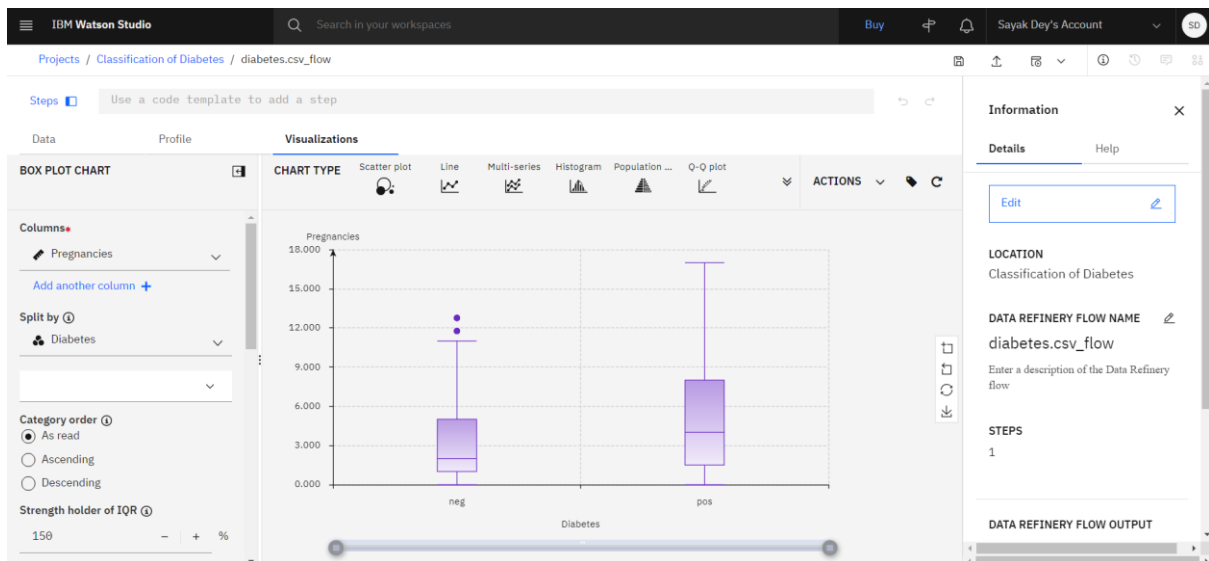 IBM Watson Studio
Search in your workspaces
Buy
Sayak Dey's Account
SD
Projects / Classification of Diabetes / diabetes.csv_flow
Steps
Use a code template to add a step
Data
Profile
Visualizations
BOX PLOT CHART
Columns*
Pregnancies
Add another column +
Split by
Diabetes
Category order
As read
Ascending
Descending
Strength holder of IQR
150
− + %
CHART TYPE
Scatter plot
Line
Multi-series
Histogram
Population ...
Q-Q plot
ACTIONS
Pregnancies
18.000
15.000
12.000
9.000
6.000
3.000
0.000
neg
pos
Diabetes
Information
Details
Help
Edit
LOCATION
Classification of Diabetes
DATA REFINERY FLOW NAME
diabetes.csv_flow
Enter a description of the Data Refinery
flow
STEPS
1
DATA REFINERY FLOW OUTPUT